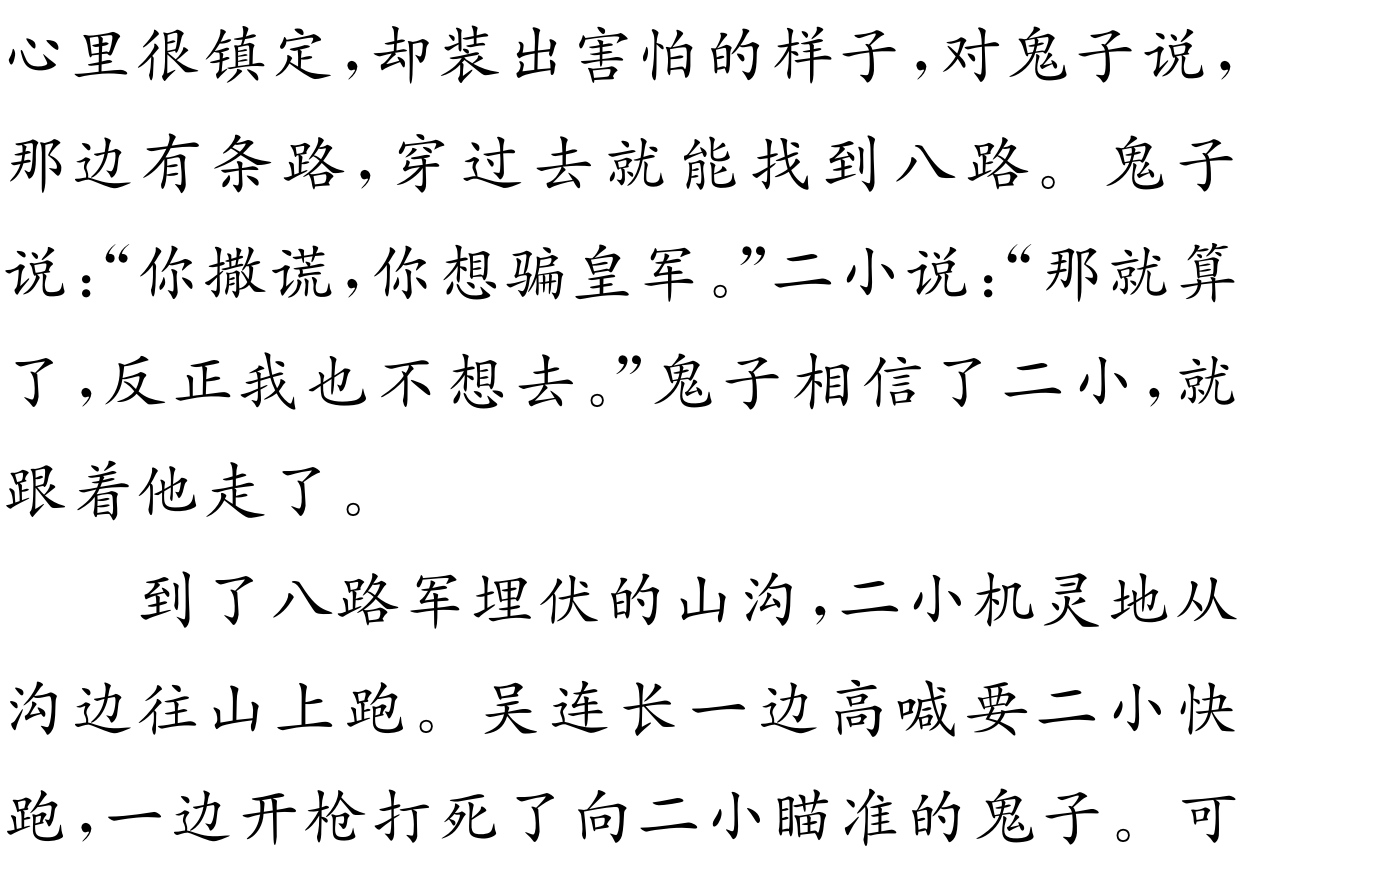 心里很镇定,却装出害怕的样子,对鬼子说,
那边有条路,穿过去就能找到八路。鬼子
说:“你撒谎,你想骗皇军。”二小说:“那就算
了,反正我也不想去。”鬼子相信了二小,就
跟着他走了。
到了八路军埋伏的山沟,二小机灵地从
沟边往山上跑。吴连长一边高喊要二小快
跑,一边开枪打死了向二小瞄准的鬼子。可